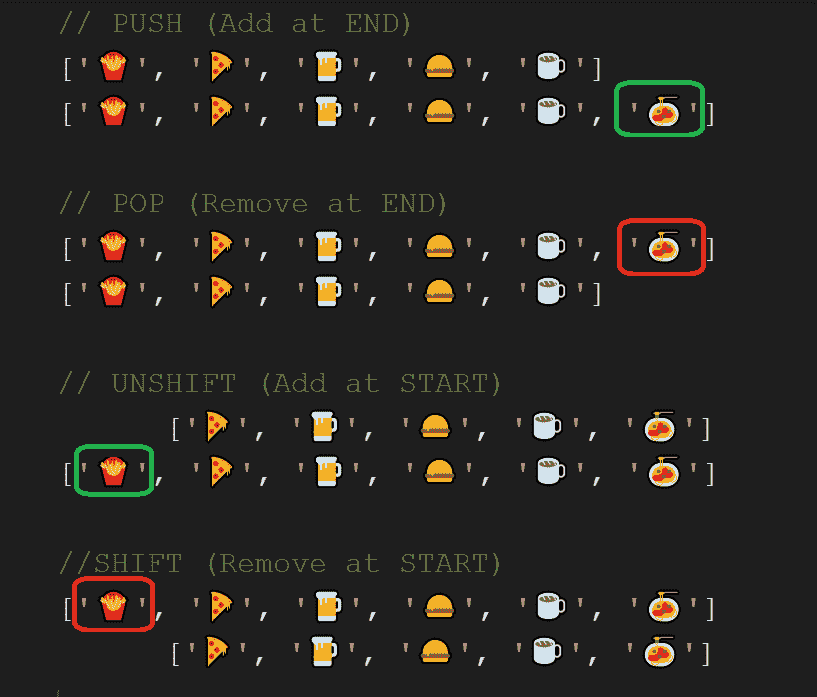 // PUSH (Add at END)
['🍟', '🍕', '🍺', '🍔', '☕']
['🍟', '🍕', '🍺', '🍔', '☕', '🍝']
// POP (Remove at END)
['🍟', '🍕', '🍺', '🍔', '☕', '🍝']
['🍟', '🍕', '🍺', '🍔', '☕']
// UNSHIFT (Add at START)
['🍕', '🍺', '🍔', '☕', '🍝']
['🍟', '🍕', '🍺', '🍔', '☕', '🍝']
//SHIFT (Remove at START)
['🍟', '🍕', '🍺', '🍔', '☕', '🍝']
['🍕', '🍺', '🍔', '☕', '🍝']